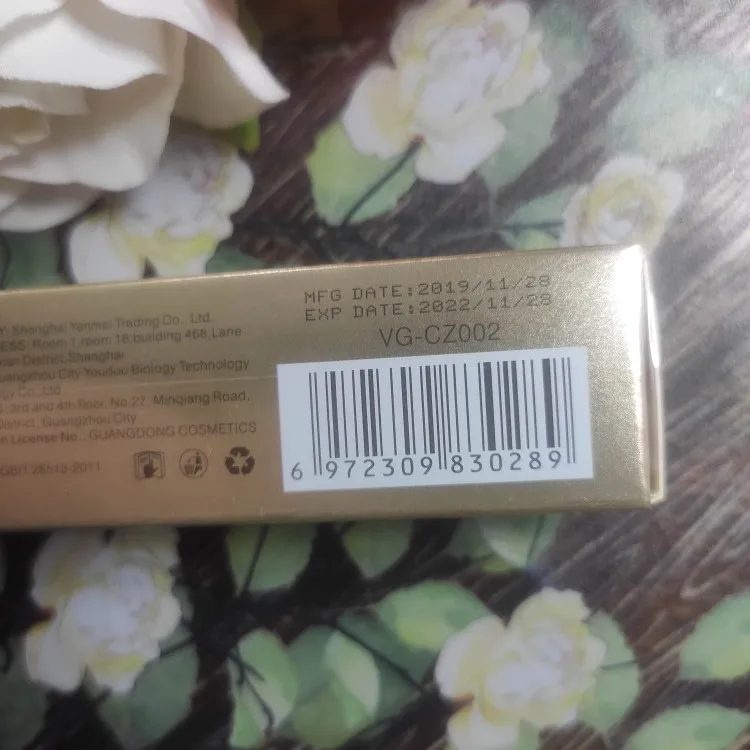 MFG DATE:2019/11/28
EXP DATE:2022/11/28
VG-CZ002
Y: Shanghai Yanmei Trading Co., Ltd.
ESS: Room 1, room 16 building 468 Lane
District,Shanghai
uangzhou City Youduo Biology Technology
gy Co.,Ltd
3rd and 4th floor, No.27, Minqiang Road,
District, Guangzhou City
n License No. GUANGDONG COSMETICS
GB/T 26513-2011
6 972309 830289